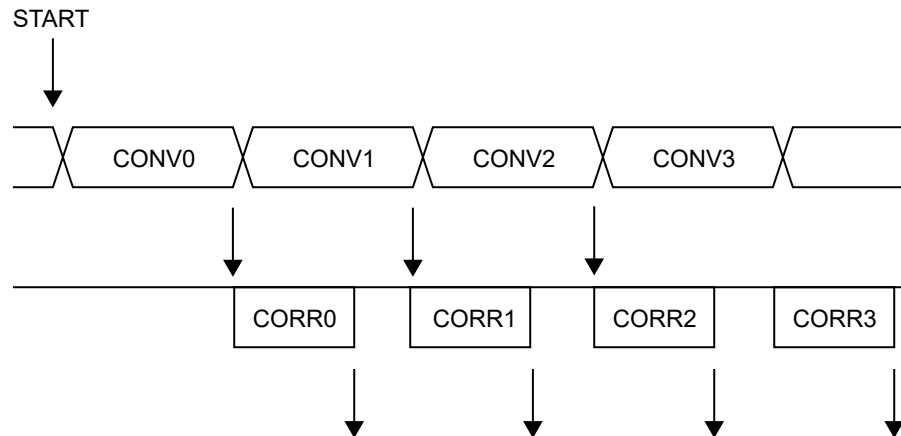 START
CONV0 CONV1 CONV2 CONV3
CORR0 CORR1 CORR2 CORR3